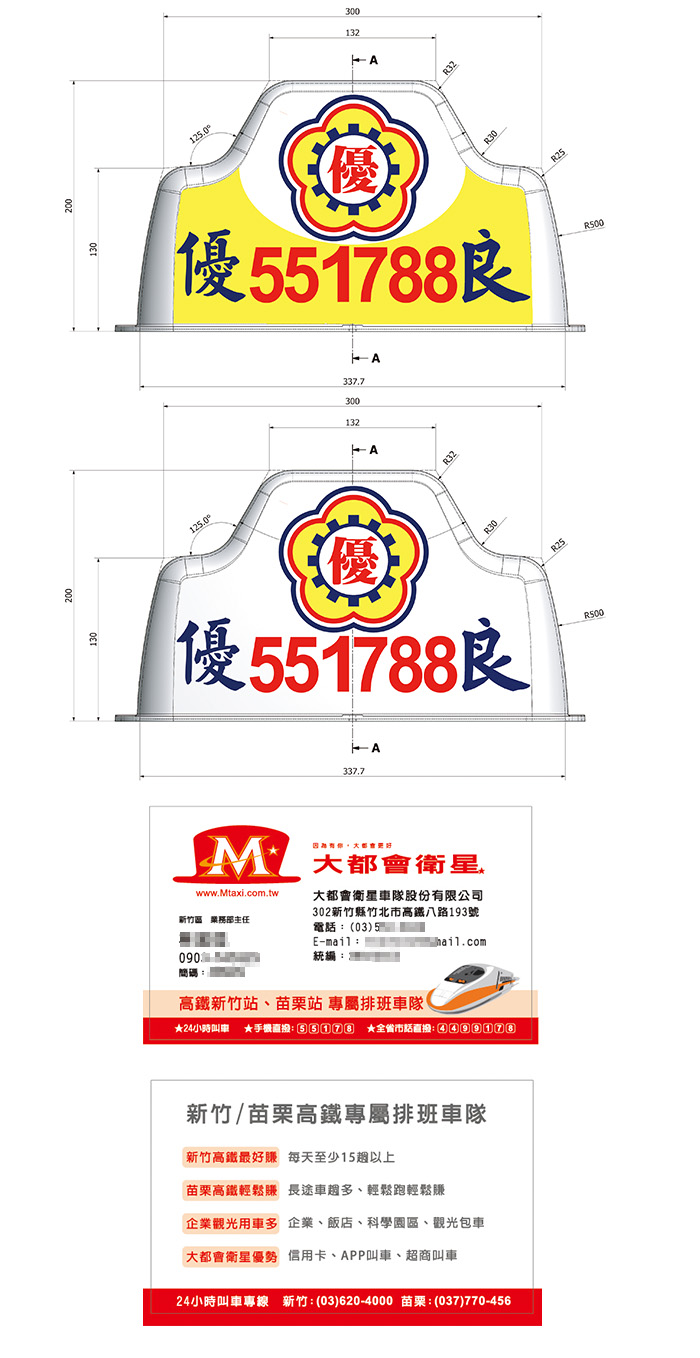 300
132
A
R32
125.0°
R30
R25
200
130
R500
優
優551788良
A
337.7
300
132
A
R32
125.0°
R30
R25
200
130
R500
優
優551788良
A
337.7
M
因為有你,大都會更好
大都會衛星
www.Mtaxi.com.tw
大都會衛星車隊股份有限公司
302新竹縣竹北市高鐵八路193號
新竹區 業務部主任
電話:(03)5
E-mail: mail.com
090
統編:
簡碼:
高鐵新竹站、苗栗站 專屬排班車隊
★24小時叫車 ★手機直撥:55178 ★全省市話直撥:4499178
新竹/苗栗高鐵專屬排班車隊
新竹高鐵最好賺 每天至少15趟以上
苗栗高鐵輕鬆賺 長途車趟多、輕鬆跑輕鬆賺
企業觀光用車多 企業、飯店、科學園區、觀光包車
大都會衛星優勢 信用卡、APP叫車、超商叫車
24小時叫車專線 新竹:(03)620-4000 苗栗:(037)770-456